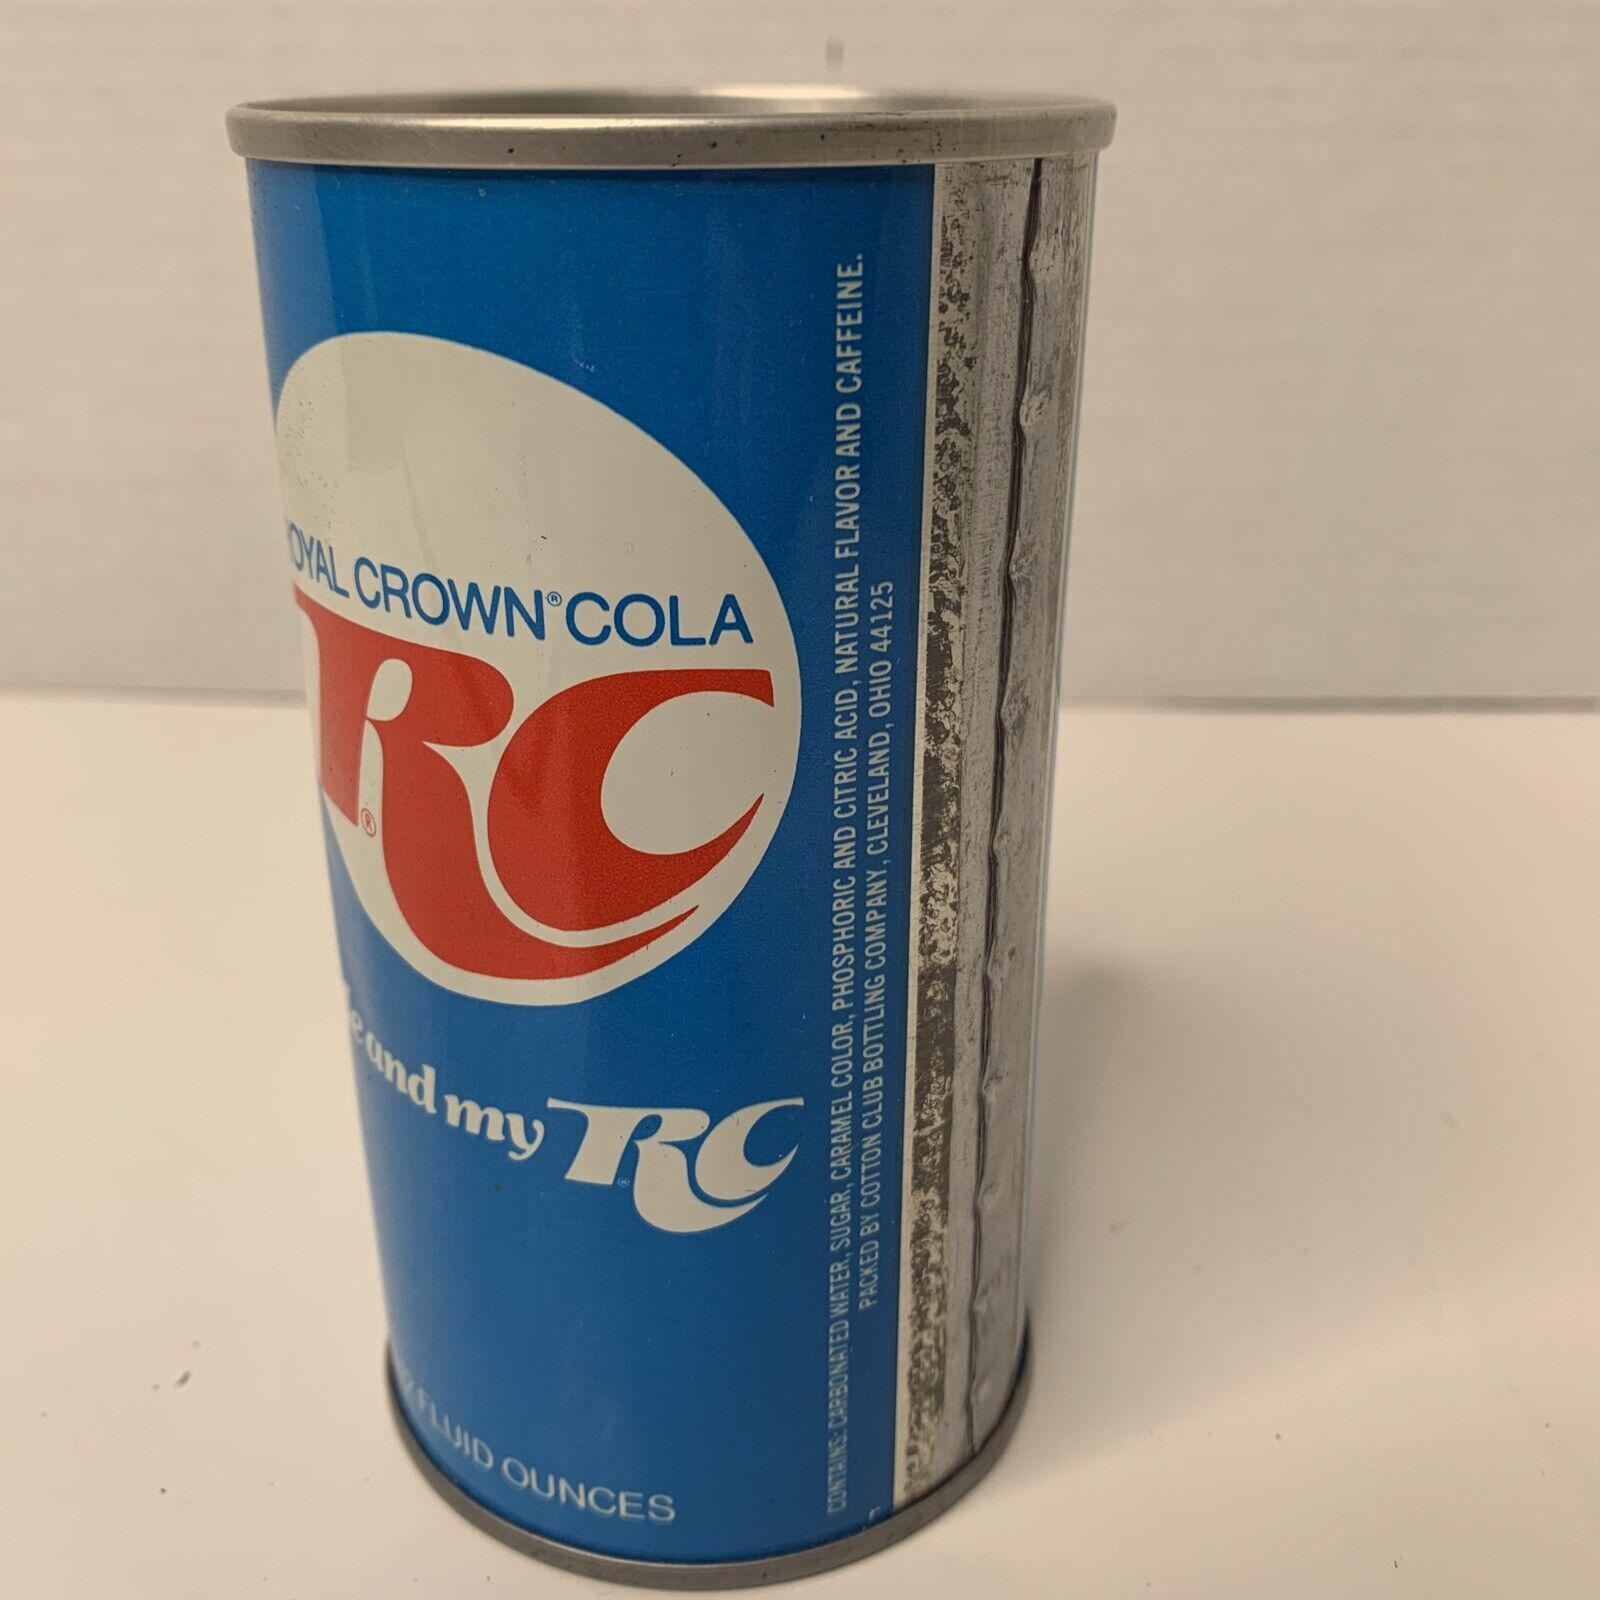 OYAL CROWN® COLA
RC®
e and my RC®
FLUID OUNCES
CONTAINS: CARBONATED WATER, SUGAR, CARAMEL COLOR, PHOSPHORIC AND CITRIC ACID, NATURAL FLAVOR AND CAFFEINE.
PACKED BY COTTON CLUB BOTTLING COMPANY, CLEVELAND, OHIO 44125